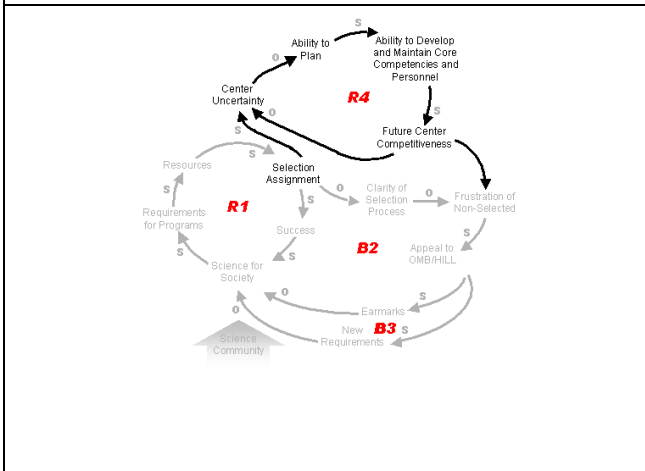 S
Ability to
Plan
Ability to Develop
and Maintain Core
Competencies and
Personnel
O
Center
Uncertainty
R4
O
S
S
Future Center
Competitiveness
S
Resources
Selection
Assignment
S
O
Clarity of
Selection
Process
O
Frustration of
Non-Selected
Requirements
for Programs
R1
S
S
Success
B2
S
Appeal to
OMB/HILL
S
S
Science for
Society
O
S
Earmarks
O
New
Requirements
B3
S
Science
Community